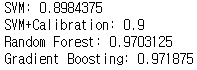 SVM: 0.8984375
SVM+Calibration: 0.9
Random Forest: 0.9703125
Gradient Boosting: 0.971875